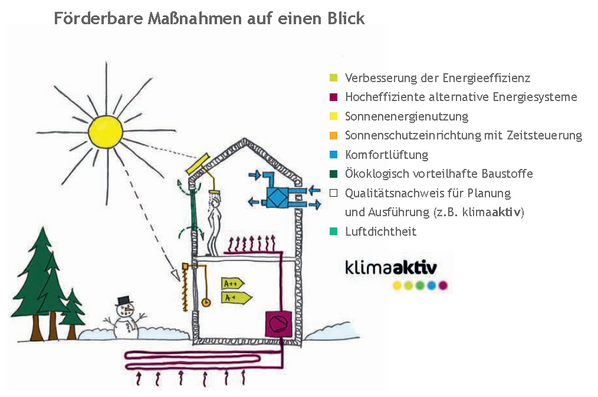 Förderbare Maßnahmen auf einen Blick
Verbesserung der Energieeffizienz
Hocheffiziente alternative Energiesysteme
Sonnenenergienutzung
Sonnenschutzeinrichtung mit Zeitsteuerung
Komfortlüftung
Ökoklogisch vorteilhafte Baustoffe
Qualitätsnachweis für Planung
und Ausführung (z.B. klimaaktiv)
Luftdichtheit
klimaaktiv
A++
A+